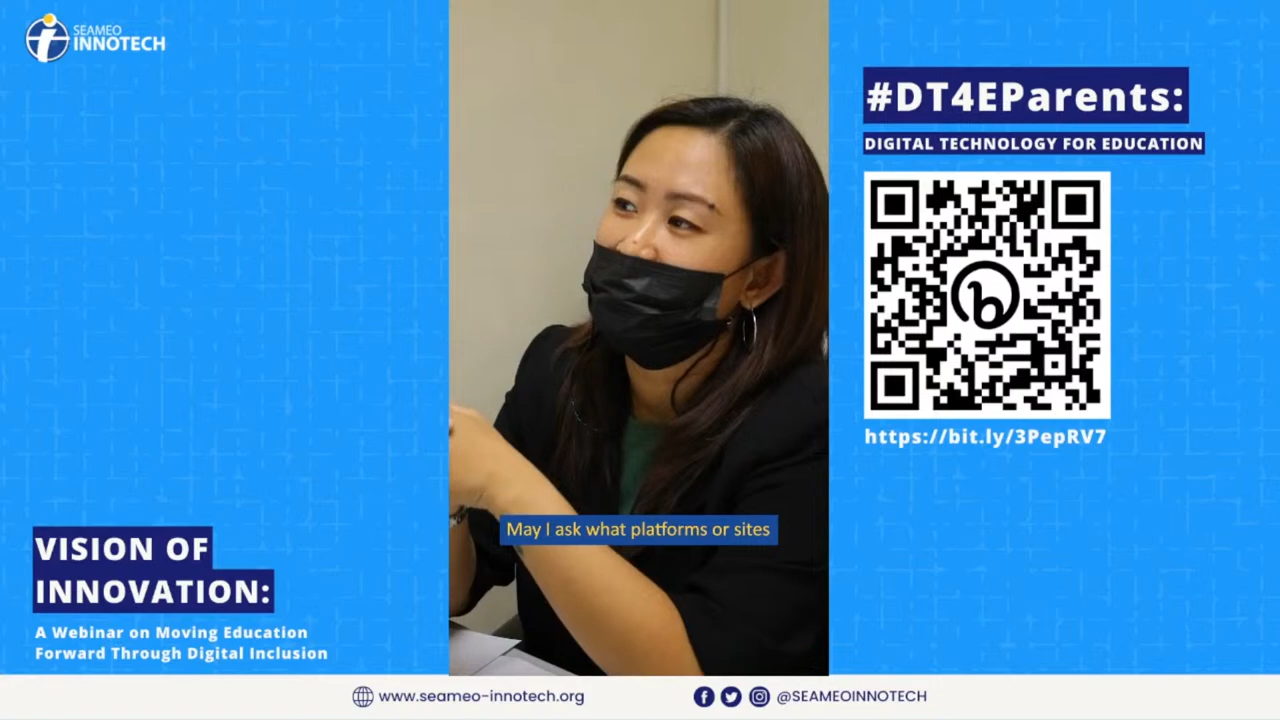 SEAMEO
INNOTECH
#DT4EParents:
DIGITAL TECHNOLOGY FOR EDUCATION
https://bit.ly/3PepRV7
May I ask what platforms or sites
VISION OF
INNOVATION:
A Webinar on Moving Education
Forward Through Digital Inclusion
www.seameo-innotech.org
@SEAMEOINNOTECH